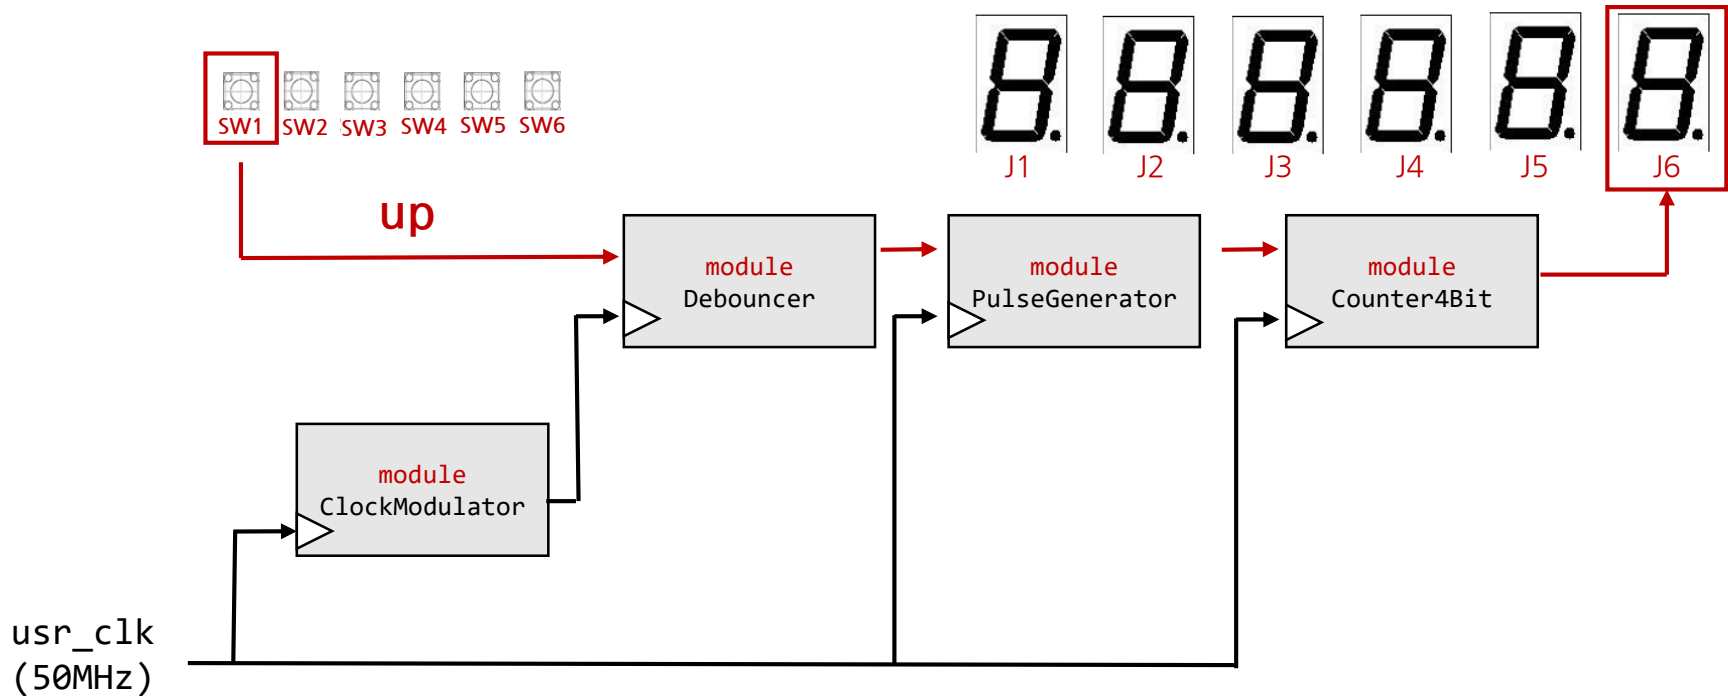 SW1 SW2 SW3 SW4 SW5 SW6
J1 J2 J3 J4 J5 J6
up
module
Debouncer
module
PulseGenerator
module
Counter4Bit
module
ClockModulator
usr_clk
(50MHz)